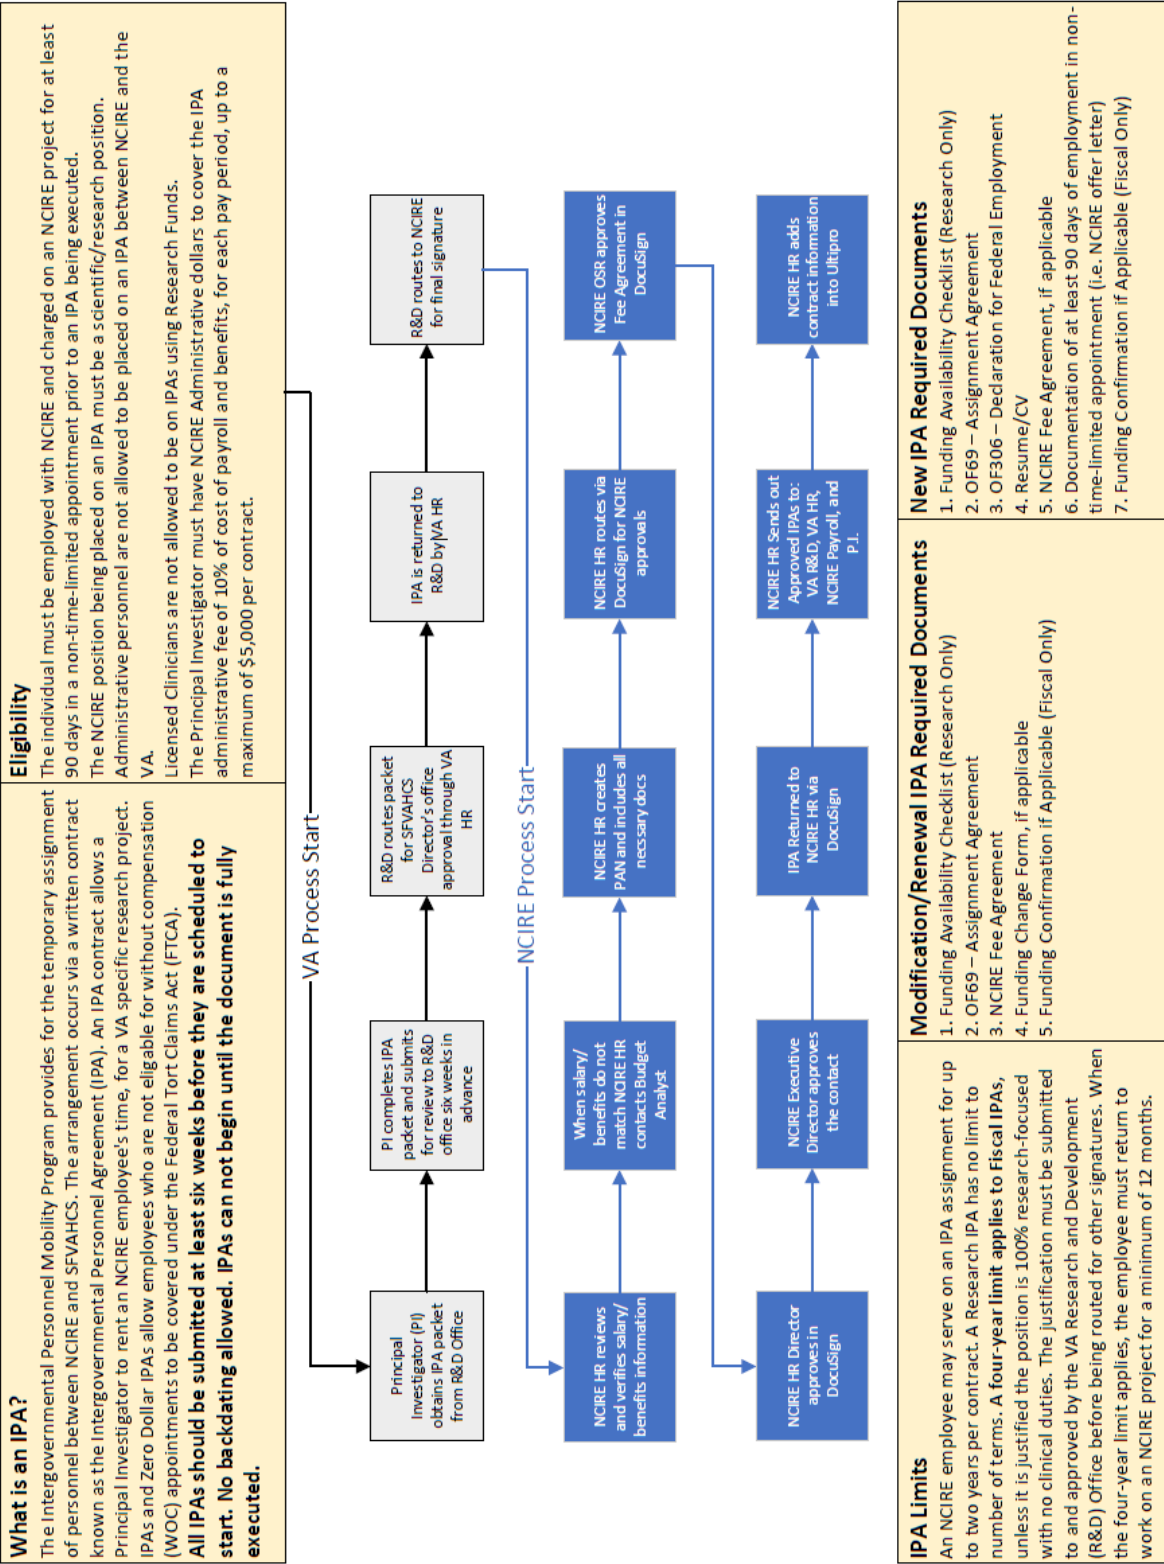 What is an IPA?
The Intergovernmental Personnel Mobility Program provides for the temporary assignment
of personnel between NCIRE and SFVAHCS. The arrangement occurs via a written contract
known as the Intergovernmental Personnel Agreement (IPA). An IPA contract allows a
Principal Investigator to rent an NCIRE employee's time, for a VA specific research project.
IPAs and Zero Dollar IPAs allow employees who are not eligible for without compensation
(WOC) appointments to be covered under the Federal Tort Claims Act (FTCA).
All IPAs should be submitted at least six weeks before they are scheduled to
start. No backdating allowed. IPAs can not begin until the document is fully
executed.
Eligibility
The individual must be employed with NCIRE and charged on an NCIRE project for at least
90 days in a non-time-limited appointment prior to an IPA being executed.
The NCIRE position being placed on an IPA must be a scientific/research position.
Administrative personnel are not allowed to be placed on an IPA between NCIRE and the
VA.
Licensed Clinicians are not allowed to be on IPAs using Research Funds.
The Principal Investigator must have NCIRE Administrative dollars to cover the IPA
administrative fee of 10% of cost of payroll and benefits, for each pay period, up to a
maximum of $5,000 per contract.
VA Process Start
Principal
Investigator (PI)
obtains IPA packet
from R&D Office
PI completes IPA
packet and submits
for review to R&D
office six weeks in
advance
R&D routes packet
for SFVAHCS
Director's office
approval through VA
HR
IPA is returned to
R&D by|VA HR
R&D routes to NCIRE
for final signature
NCIRE Process Start
NCIRE HR reviews
and verifies salary/
benefits information
When salary/
benefits do not
match NCIRE HR
contacts Budget
Analyst
NCIRE HR creates
PAN and includes all
necssary docs
NCIRE HR routes via
DocuSign for NCIRE
approvals
NCIRE OSR approves
Fee Agreement in
DocuSign
NCIRE HR Director
approves in
DocuSign
NCIRE Executive
Director approves
the contact
IPA Returned to
NCIRE HR via
DocuSign
NCIRE HR Sends out
Approved IPAs to:
VA R&D, VA HR,
NCIRE Payroll, and
P.I.
NCIRE HR adds
contract information
into Ultipro
IPA Limits
An NCIRE employee may serve on an IPA assignment for up
to two years per contract. A Research IPA has no limit to
number of terms. A four-year limit applies to Fiscal IPAs,
unless it is justified the position is 100% research-focused
with no clinical duties. The justification must be submitted
to and approved by the VA Research and Development
(R&D) Office before being routed for other signatures. When
the four-year limit applies, the employee must return to
work on an NCIRE project for a minimum of 12 months.
Modification/Renewal IPA Required Documents
1. Funding Availability Checklist (Research Only)
2. OF69 – Assignment Agreement
3. NCIRE Fee Agreement
4. Funding Change Form, if applicable
5. Funding Confirmation if Applicable (Fiscal Only)
New IPA Required Documents
1. Funding Availability Checklist (Research Only)
2. OF69 – Assignment Agreement
3. OF306 – Declaration for Federal Employment
4. Resume/CV
5. NCIRE Fee Agreement, if applicable
6. Documentation of at least 90 days of employment in non-
time-limited appointment (i.e. NCIRE offer letter)
7. Funding Confirmation if Applicable (Fiscal Only)